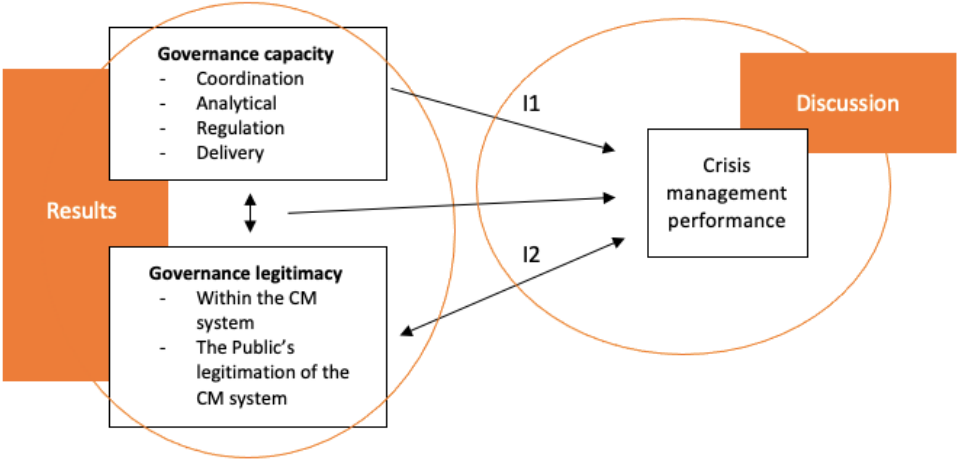 Governance capacity
- Coordination
- Analytical
- Regulation
- Delivery
Results
Governance legitimacy
- Within the CM
system
- The Public's
legitimation of the
CM system
I1
I2
Discussion
Crisis
management
performance